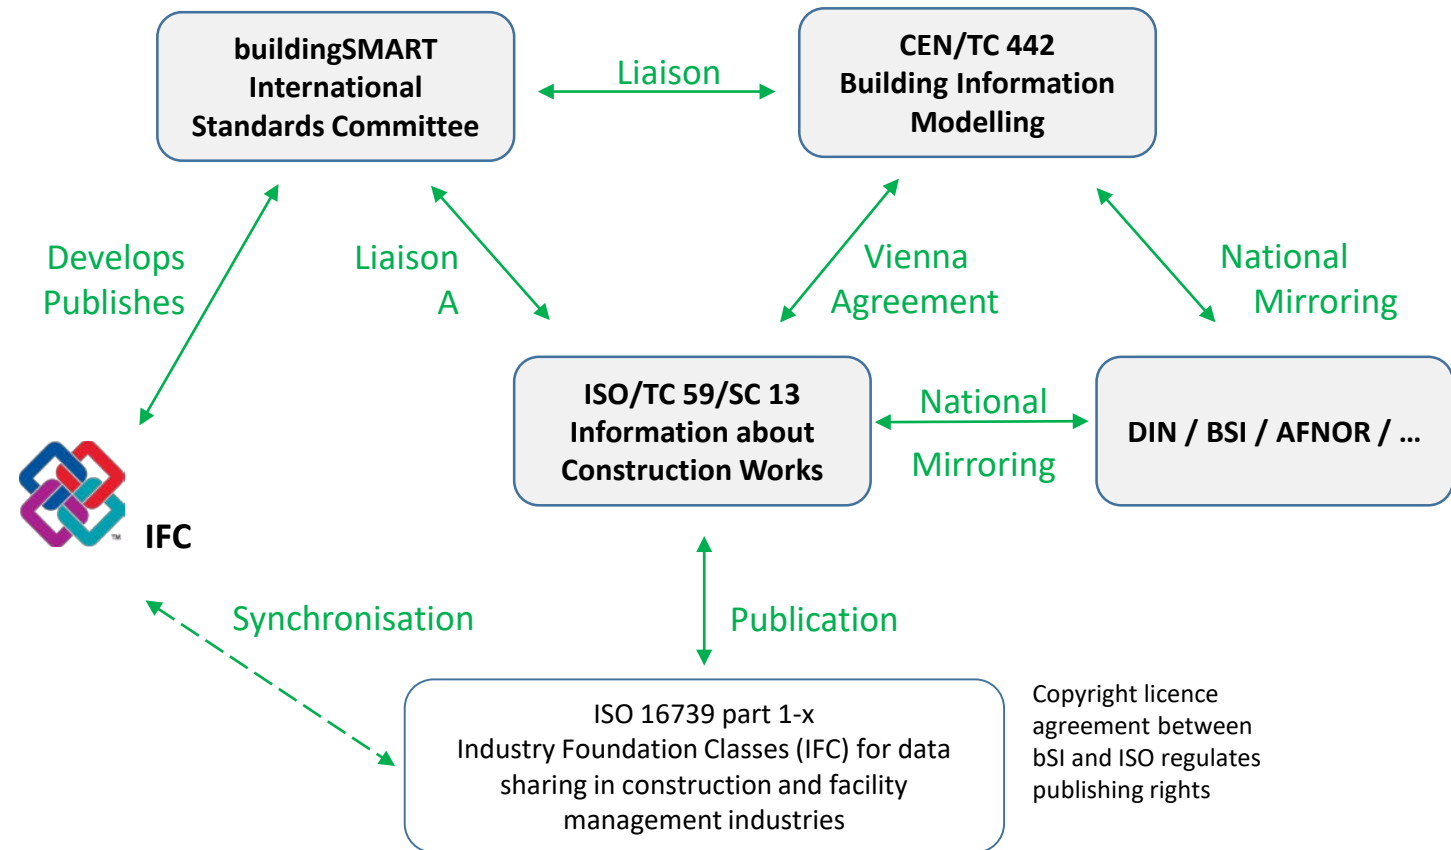 buildingSMART
International
Standards Committee
Liaison
CEN/TC 442
Building Information
Modelling
Develops
Publishes
Liaison
A
Vienna
Agreement
National
Mirroring
ISO/TC 59/SC 13
Information about
Construction Works
National
Mirroring
DIN / BSI / AFNOR / …
TM
IFC
Synchronisation
Publication
ISO 16739 part 1-x
Industry Foundation Classes (IFC) for data
sharing in construction and facility
management industries
Copyright licence
agreement between
bSI and ISO regulates
publishing rights